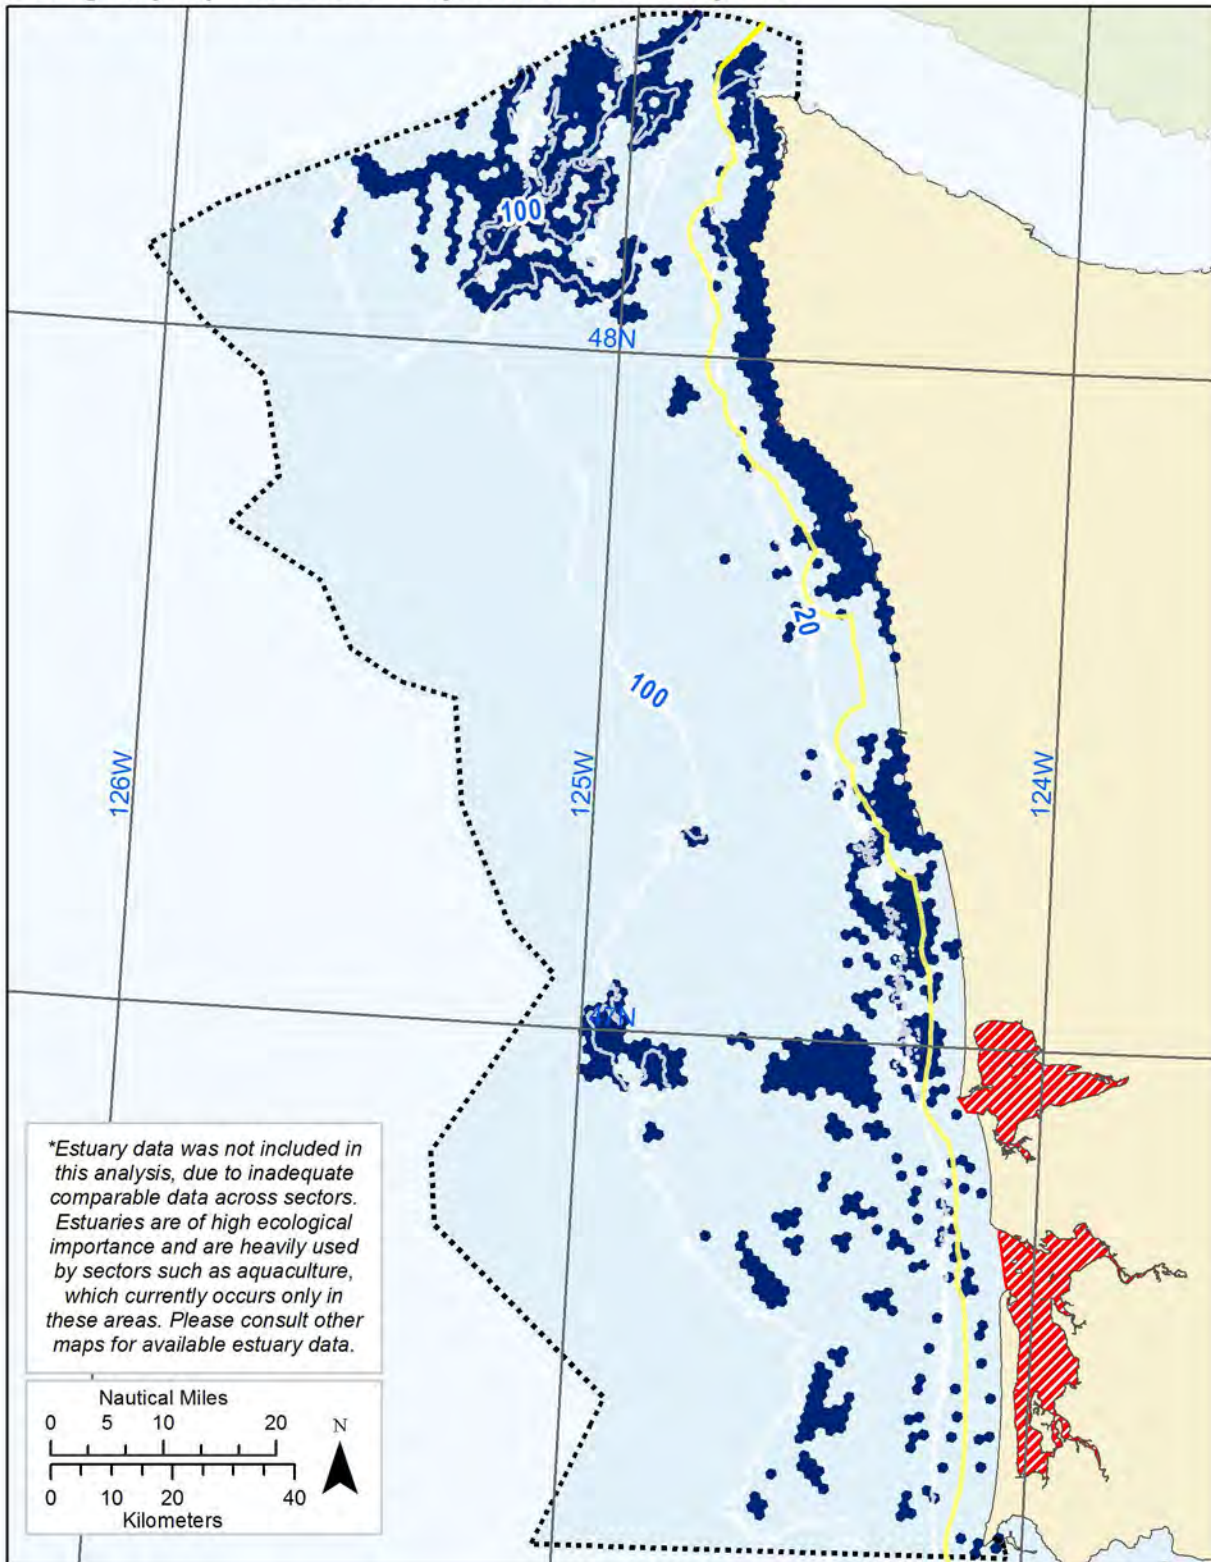 100
48N
20
100
126W
125W
124W
47N
*Estuary data was not included in
this analysis, due to inadequate
comparable data across sectors.
Estuaries are of high ecological
importance and are heavily used
by sectors such as aquaculture,
which currently occurs only in
these areas. Please consult other
maps for available estuary data.
Nautical Miles
0 5 10 20
N
0 10 20 40
Kilometers